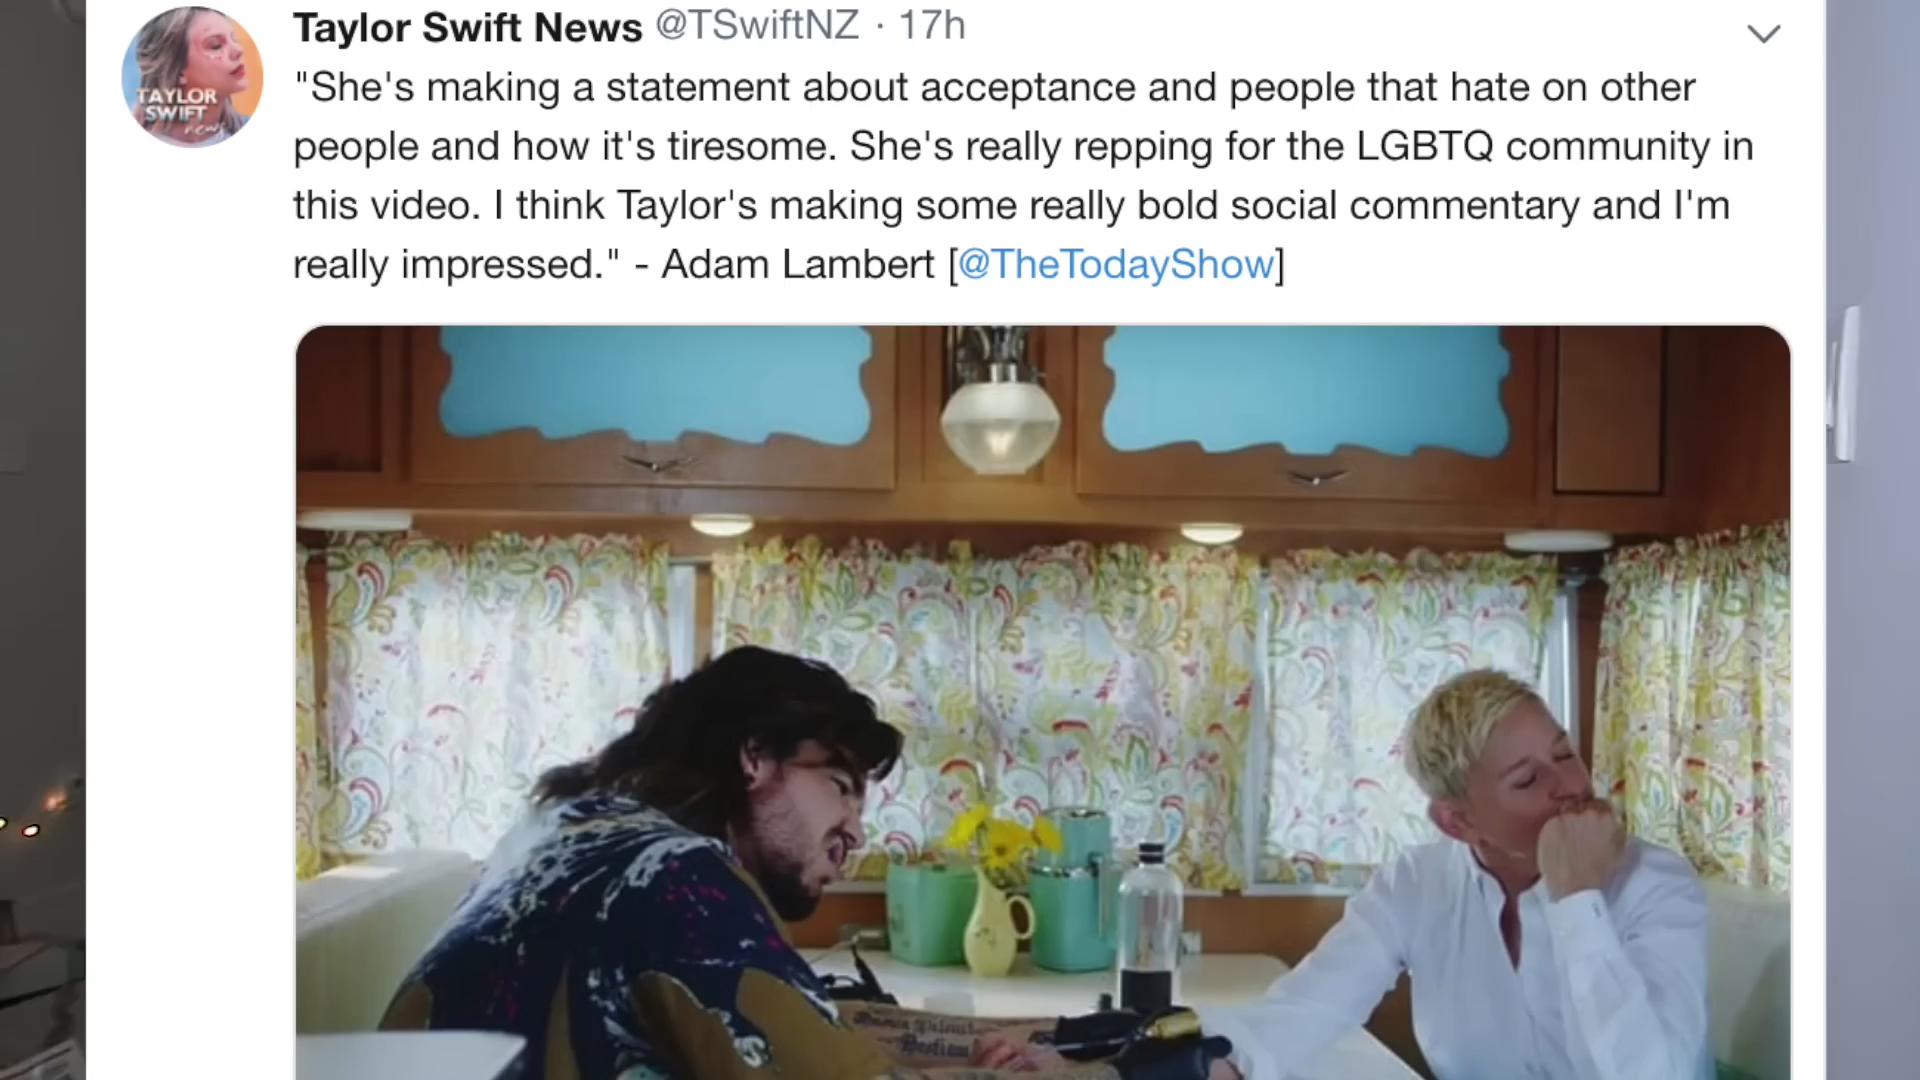 Taylor Swift News @TSwiftNZ · 17h
"She's making a statement about acceptance and people that hate on other
people and how it's tiresome. She's really repping for the LGBTQ community in
this video. I think Taylor's making some really bold social commentary and I'm
really impressed." - Adam Lambert [@TheTodayShow]
TAYLOR
SWIFT
news